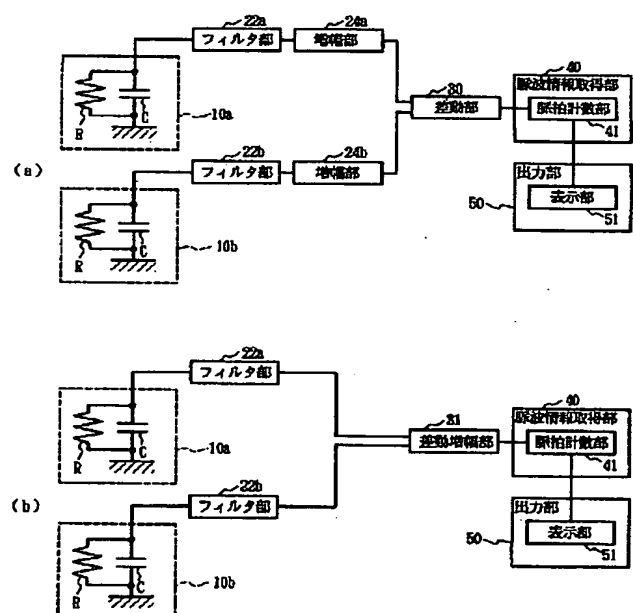 22a
フィルタ部
24a
増幅部
R
C
10a
30
差動部
40
脈波情報取得部
脈拍計数部
41
(a)
22b
フィルタ部
24b
増幅部
R
C
10b
50
出力部
表示部
51
22a
フィルタ部
R
C
10a
31
差動増幅部
40
脈波情報取得部
脈拍計数部
41
(b)
22b
フィルタ部
R
C
10b
50
出力部
表示部
51